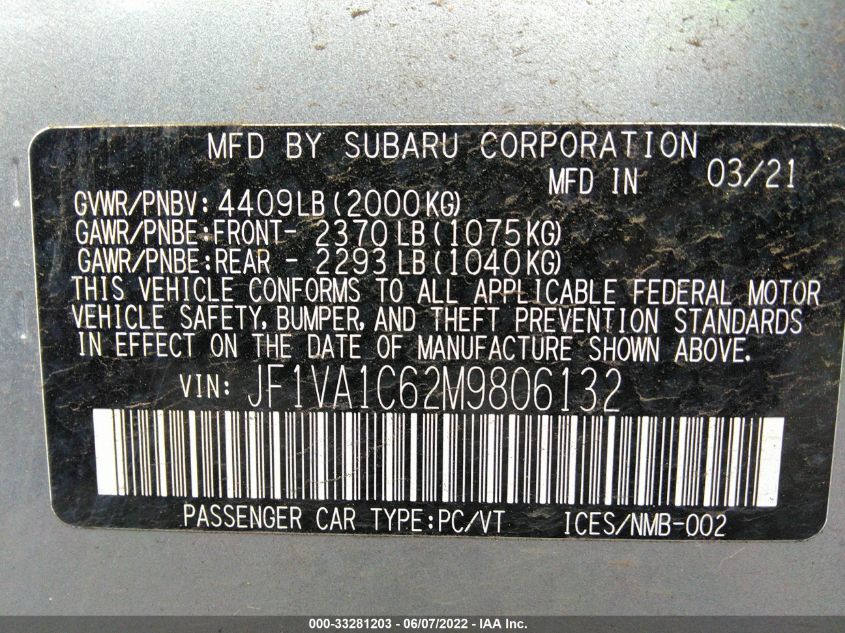 MFD BY SUBARU CORPORATION
MFD IN 03/21
GVWR/PNBV: 4409LB(2000KG)
GAWR/PNBE:FRONT- 2370LB(1075KG)
GAWR/PNBE:REAR - 2293LB(1040KG)
THIS VEHICLE CONFORMS TO ALL APPLICABLE FEDERAL MOTOR
VEHICLE SAFETY, BUMPER, AND THEFT PREVENTION STANDARDS
IN EFFECT ON THE DATE OF MANUFACTURE SHOWN ABOVE.
VIN: JF1VA1C62M9806132
PASSENGER CAR TYPE:PC/VT ICES/NMB-002
000-33281203 - 06/07/2022 - IAA Inc.